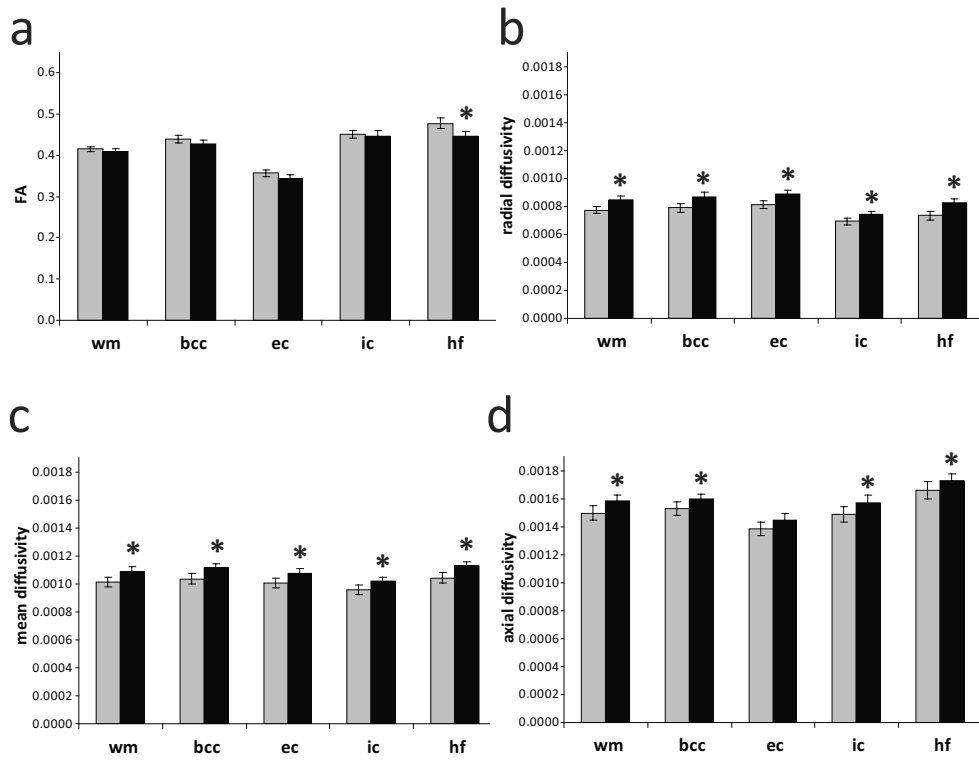 a
FA
0.6
0.5
0.4
0.3
0.2
0.1
0.0
*
wm bcc ec ic hf
b
radial diffusivity
0.0018
0.0016
0.0014
0.0012
0.0010
0.0008
0.0006
0.0004
0.0002
0.0000
* * * * *
wm bcc ec ic hf
c
mean diffusivity
0.0018
0.0016
0.0014
0.0012
0.0010
0.0008
0.0006
0.0004
0.0002
0.0000
* * * * *
wm bcc ec ic hf
d
axial diffusivity
0.0018
0.0016
0.0014
0.0012
0.0010
0.0008
0.0006
0.0004
0.0002
0.0000
* * * *
wm bcc ec ic hf